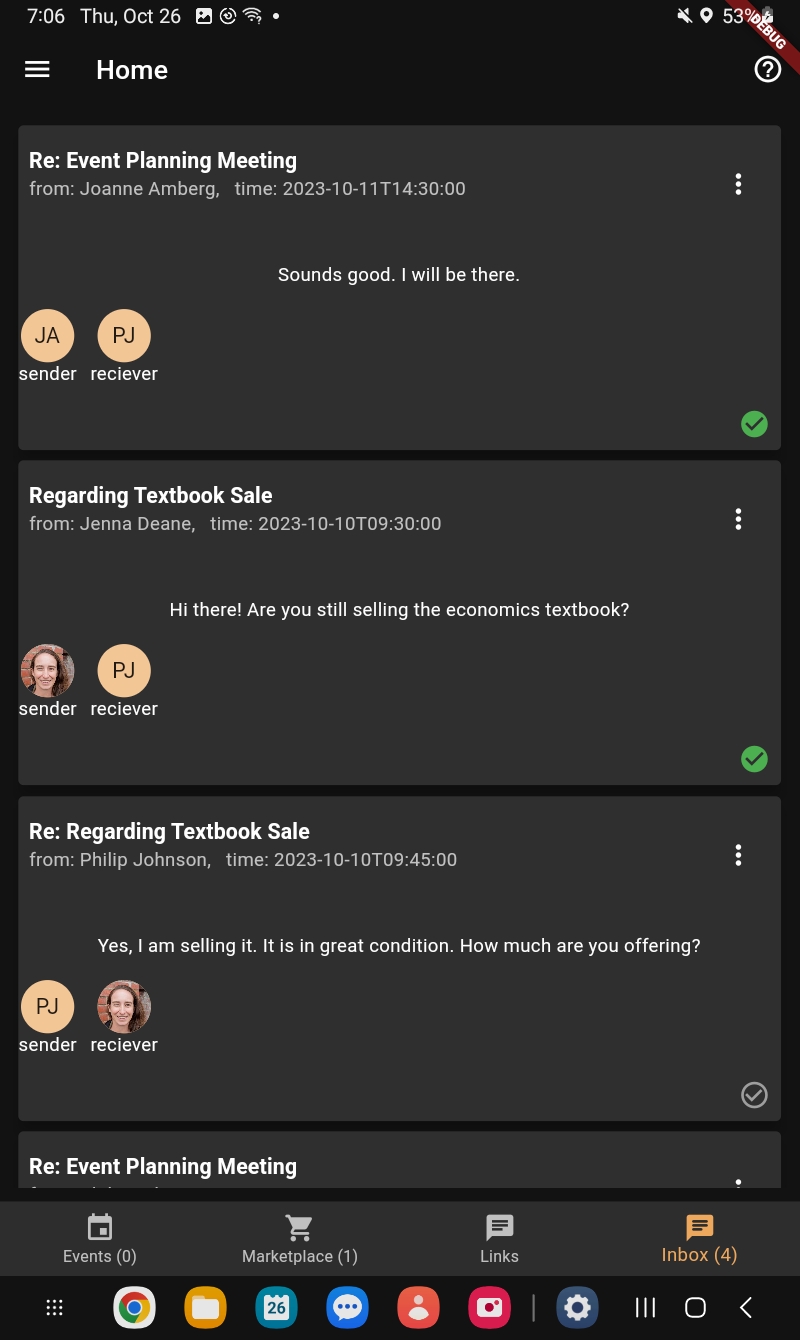 7:06 Thu, Oct 26
53%
DEBUG
Home
Re: Event Planning Meeting
from: Joanne Amberg, time: 2023-10-11T14:30:00
Sounds good. I will be there.
JA PJ
sender reciever
Regarding Textbook Sale
from: Jenna Deane, time: 2023-10-10T09:30:00
Hi there! Are you still selling the economics textbook?
PJ
sender reciever
Re: Regarding Textbook Sale
from: Philip Johnson, time: 2023-10-10T09:45:00
Yes, I am selling it. It is in great condition. How much are you offering?
PJ
sender reciever
Re: Event Planning Meeting
Events (0) Marketplace (1) Links Inbox (4)
26